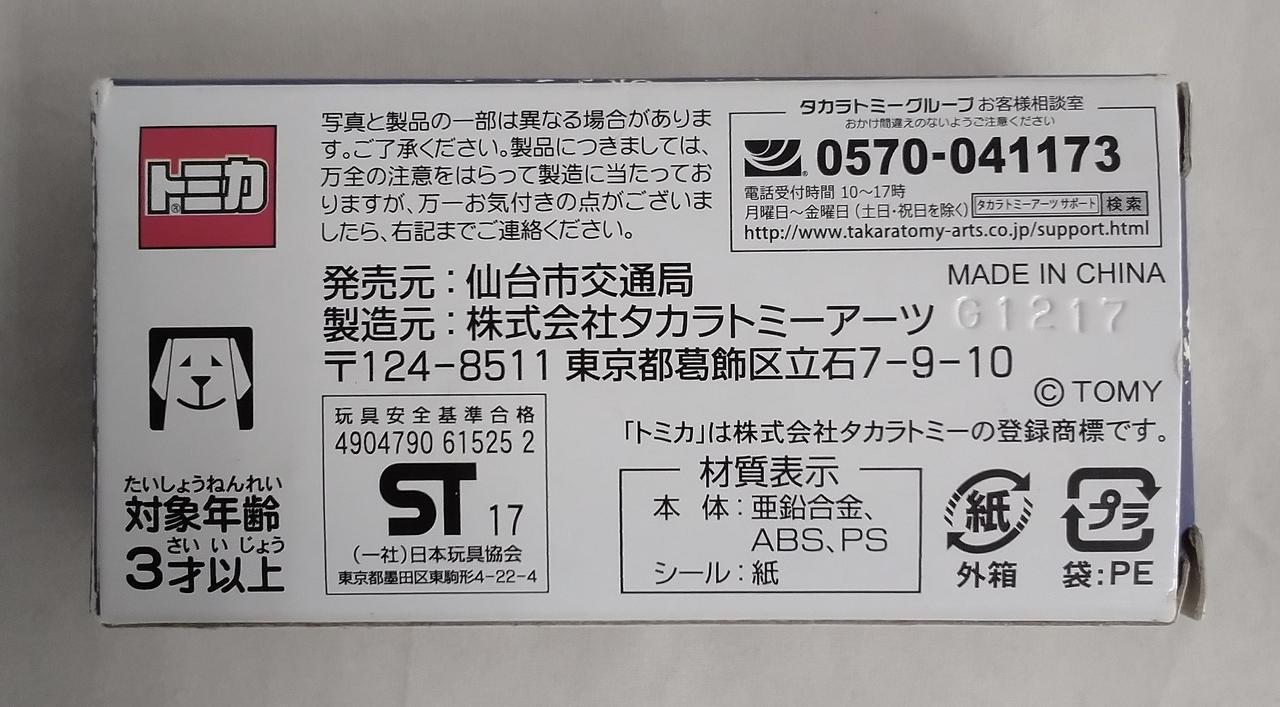 トミカ
写真と製品の一部は異なる場合がありま
す。ご了承ください。製品につきましては、
万全の注意をはらって製造に当たってお
りますが、万一お気付きの点がございま
したら、右記までご連絡ください。
タカラトミーグループ お客様相談室
おかけ間違えのないようご注意ください
0570-041173
電話受付時間 10〜17時
月曜日〜金曜日（土日・祝日を除く） タカラトミーアーツ サポート 検索
http://www.takaratomy-arts.co.jp/support.html
発売元：仙台市交通局
MADE IN CHINA
製造元：株式会社タカラトミーアーツ
G1217
〒124-8511 東京都葛飾区立石7-9-10
© TOMY
「トミカ」は株式会社タカラトミーの登録商標です。
たいしょうねんれい
対象年齢
さい い じょう
3才以上
玩具安全基準合格
4904790 61525 2
ST 17
（一社）日本玩具協会
東京都墨田区東駒形4-22-4
材質表示
本 体：亜鉛合金、
ABS、PS
シール：紙
紙
外箱
プラ
袋：PE